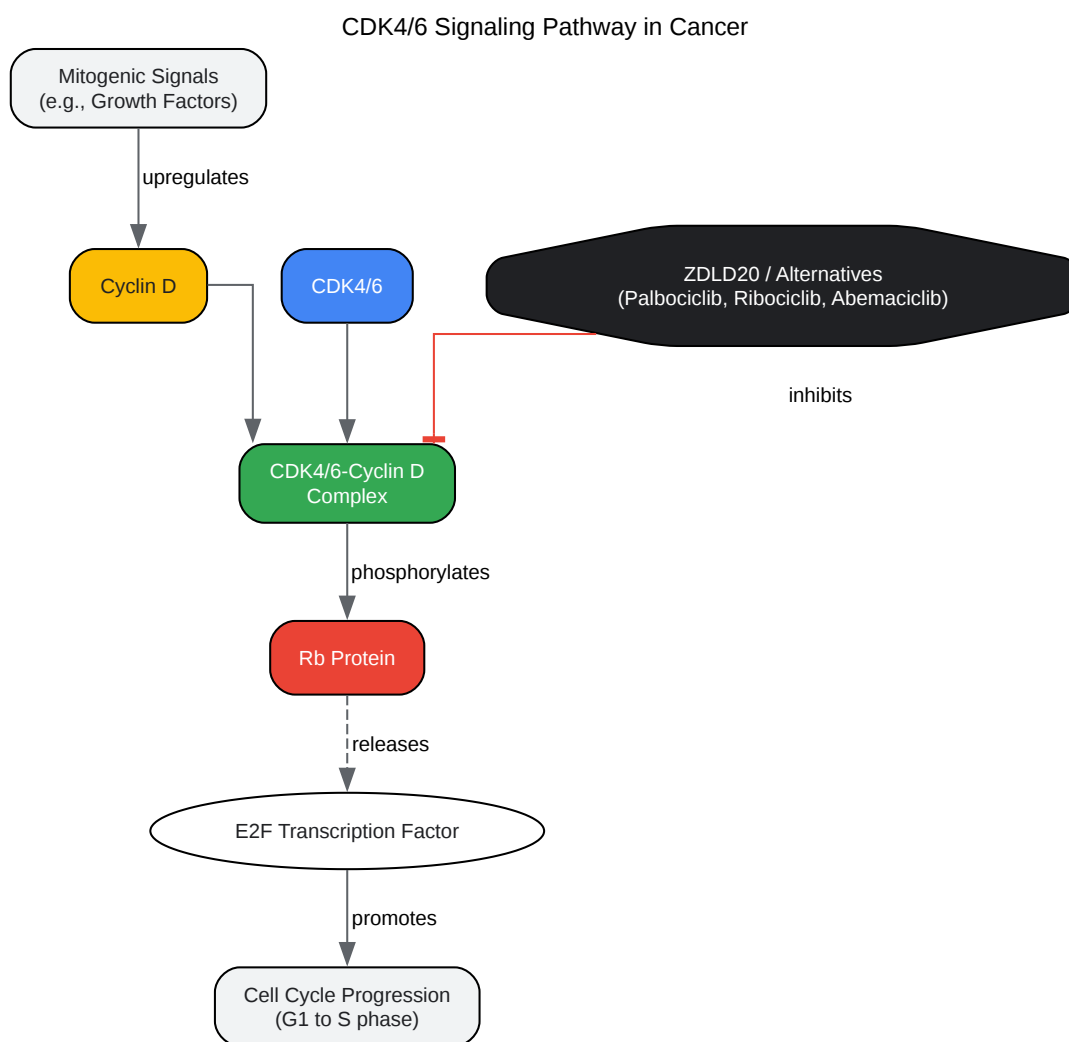 CDK4/6 Signaling Pathway in Cancer
Mitogenic Signals
(e.g., Growth Factors)
upregulates
Cyclin D
CDK4/6
ZDLD20 / Alternatives
(Palbociclib, Ribociclib, Abemaciclib)
inhibits
CDK4/6-Cyclin D
Complex
phosphorylates
Rb Protein
releases
E2F Transcription Factor
promotes
Cell Cycle Progression
(G1 to S phase)